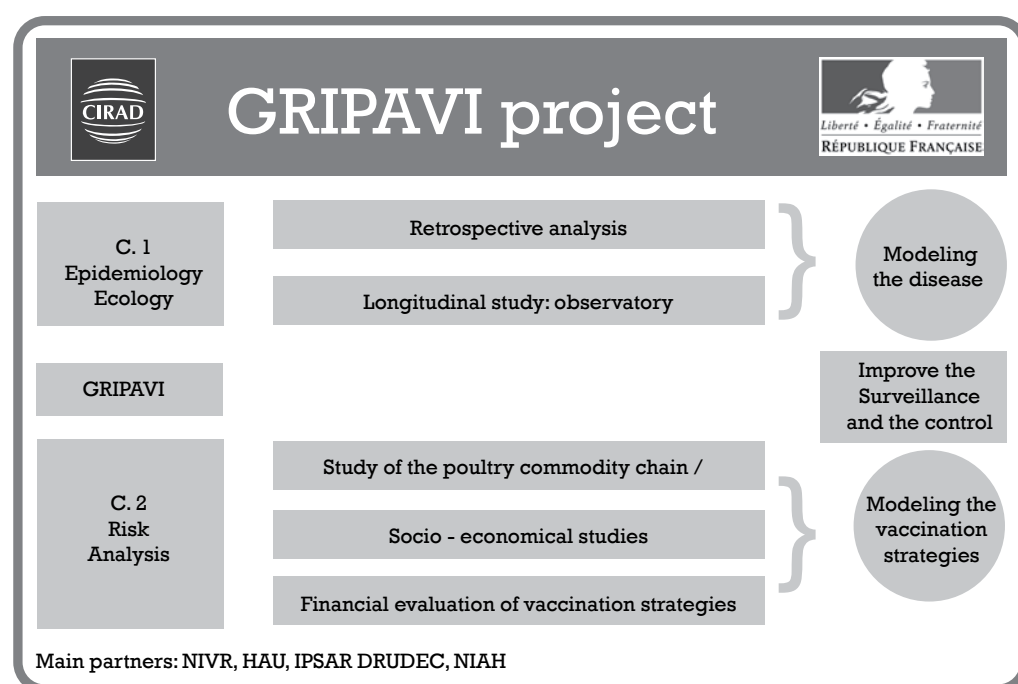 CIRAD
GRIPAVI project
Liberté • Égalité • Fraternité
RÉPUBLIQUE FRANÇAISE
C. 1
Epidemiology
Ecology
Retrospective analysis
Longitudinal study: observatory
Modeling
the disease
GRIPAVI
Improve the
Surveillance
and the control
C. 2
Risk
Analysis
Study of the poultry commodity chain /
Socio - economical studies
Financial evaluation of vaccination strategies
Modeling the
vaccination
strategies
Main partners: NIVR, HAU, IPSAR DRUDEC, NIAH